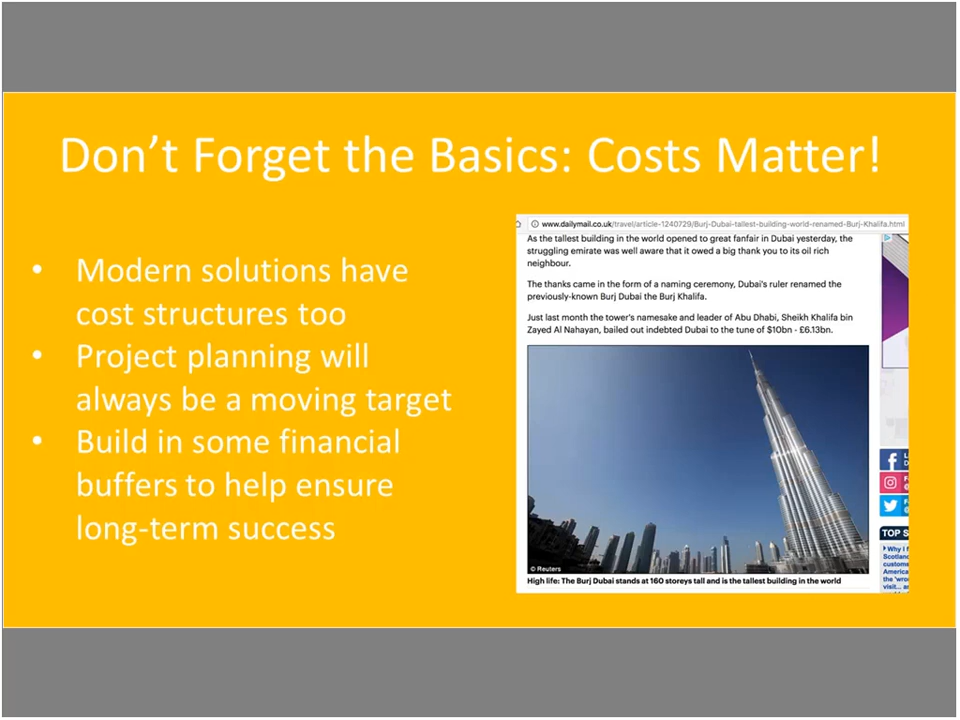 Don't Forget the Basics: Costs Matter!
• Modern solutions have
cost structures too
• Project planning will
always be a moving target
• Build in some financial
buffers to help ensure
long-term success
www.dailymail.co.uk/travel/article-1240729/Burj-Dubai-tallest-building-world-renamed-Burj-Khalifa.html
As the tallest building in the world opened to great fanfair in Dubai yesterday, the
struggling emirate was well aware that it owed a big thank you to its oil rich
neighbour.
The thanks came in the form of a naming ceremony, Dubai's ruler renamed the
previously-known Burj Dubai the Burj Khalifa.
Just last month the tower's namesake and leader of Abu Dhabi, Sheikh Khalifa bin
Zayed Al Nahayan, bailed out indebted Dubai to the tune of $10bn - £6.13bn.
© Reuters
High life: The Burj Dubai stands at 160 storeys tall and is the tallest building in the world
TOP S
Why I
Scotland
customs
America
the 'wro
visit... a